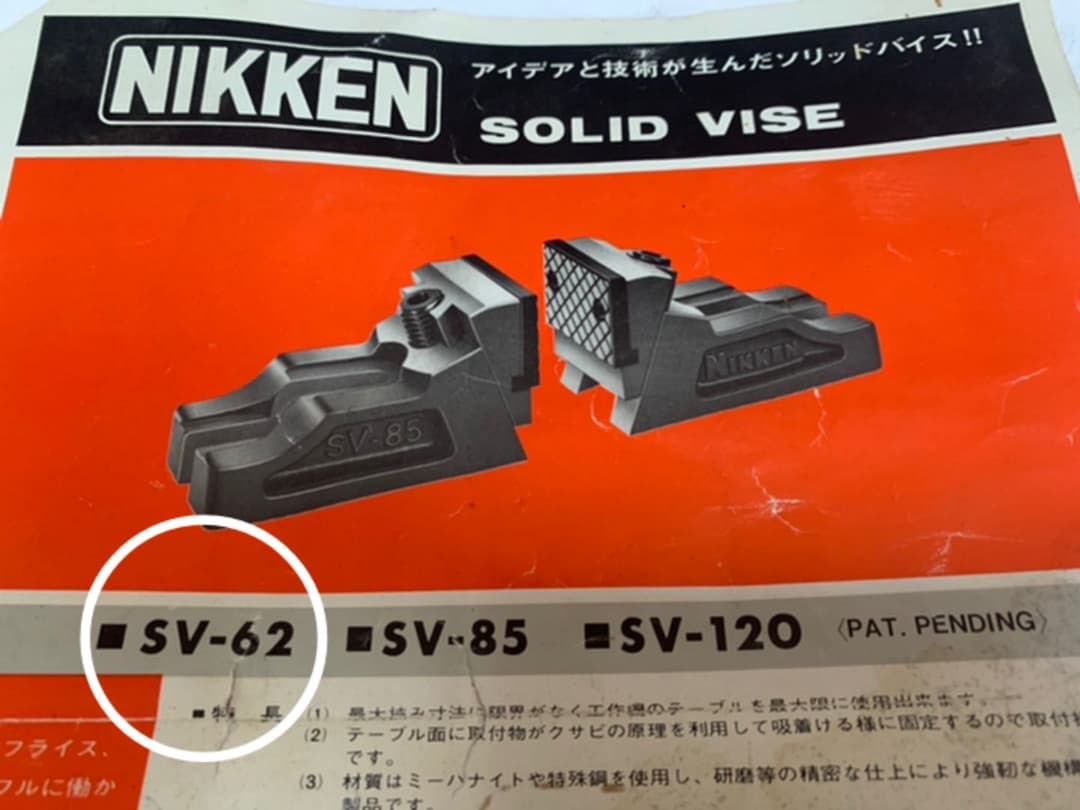 NIKKEN
アイデアと技術が生んだソリッドバイス!!
SOLID VISE
SV-85
NIKKEN
■SV-62 ■SV-85 ■SV-120 〈PAT. PENDING〉
■特 長 (1) 最大挟み寸法に限界がなく工作機のテーブルを最大限に使用出来ます。
(2) テーブル面に取付物がクサビの原理を利用して吸着ける様に固定するので取付
です。
(3) 材質はミーハナイトや特殊鋼を使用し、研磨等の精密な仕上により強靭な機構
製品です。
フライス、
フルに働か